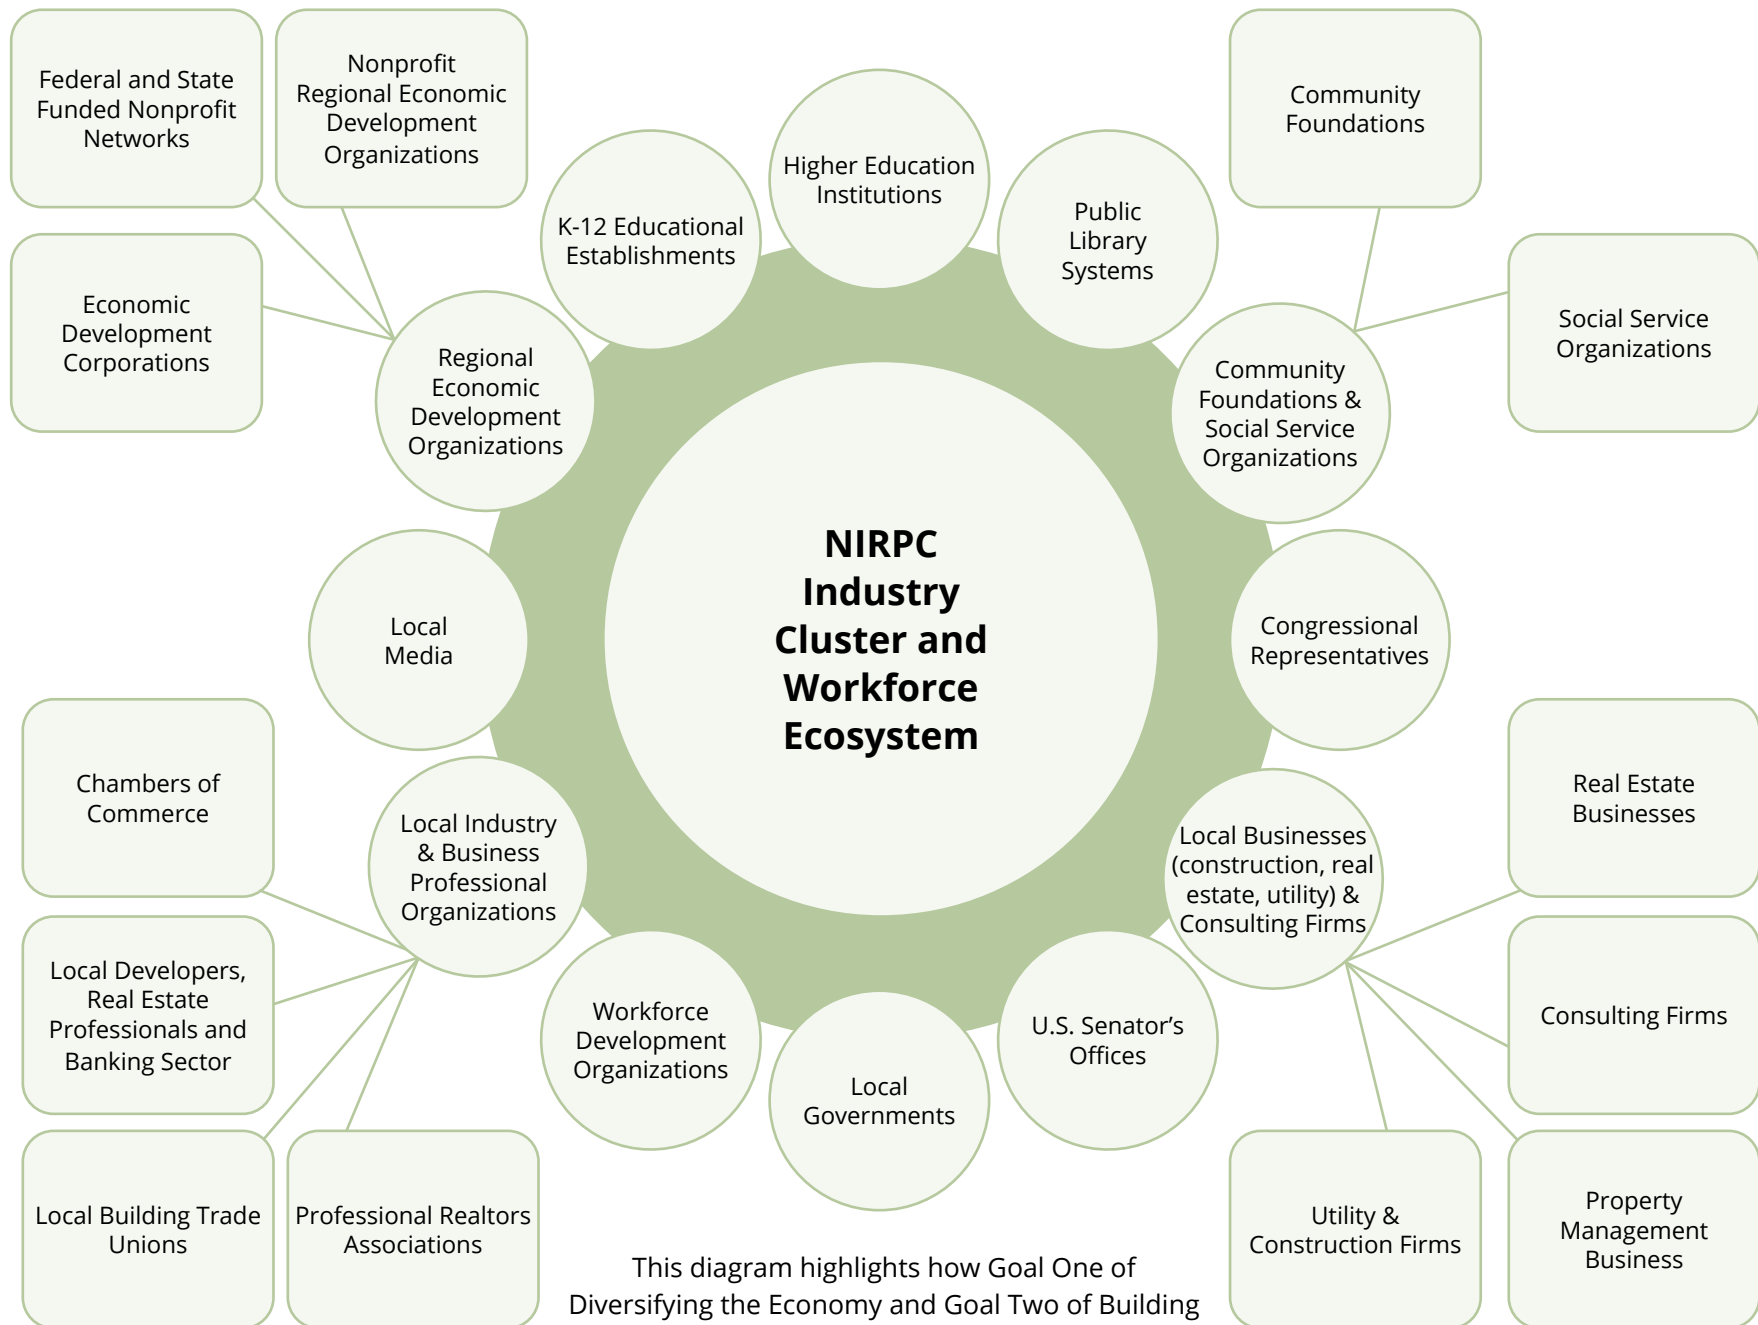 Federal and State
Funded Nonprofit
Networks
Nonprofit
Regional Economic
Development
Organizations
Economic
Development
Corporations
Higher Education
Institutions
K-12 Educational
Establishments
Public
Library
Systems
Community
Foundations
Social Service
Organizations
Regional
Economic
Development
Organizations
Community
Foundations &
Social Service
Organizations
Local
Media
NIRPC
Industry
Cluster and
Workforce
Ecosystem
Congressional
Representatives
Chambers of
Commerce
Local Developers,
Real Estate
Professionals and
Banking Sector
Local Building Trade
Unions
Professional Realtors
Associations
Local Industry
& Business
Professional
Organizations
Workforce
Development
Organizations
Local
Governments
U.S. Senator’s
Offices
Local Businesses
(construction, real
estate, utility) &
Consulting Firms
Real Estate
Businesses
Consulting Firms
Utility &
Construction Firms
Property
Management
Business
This diagram highlights how Goal One of
Diversifying the Economy and Goal Two of Building